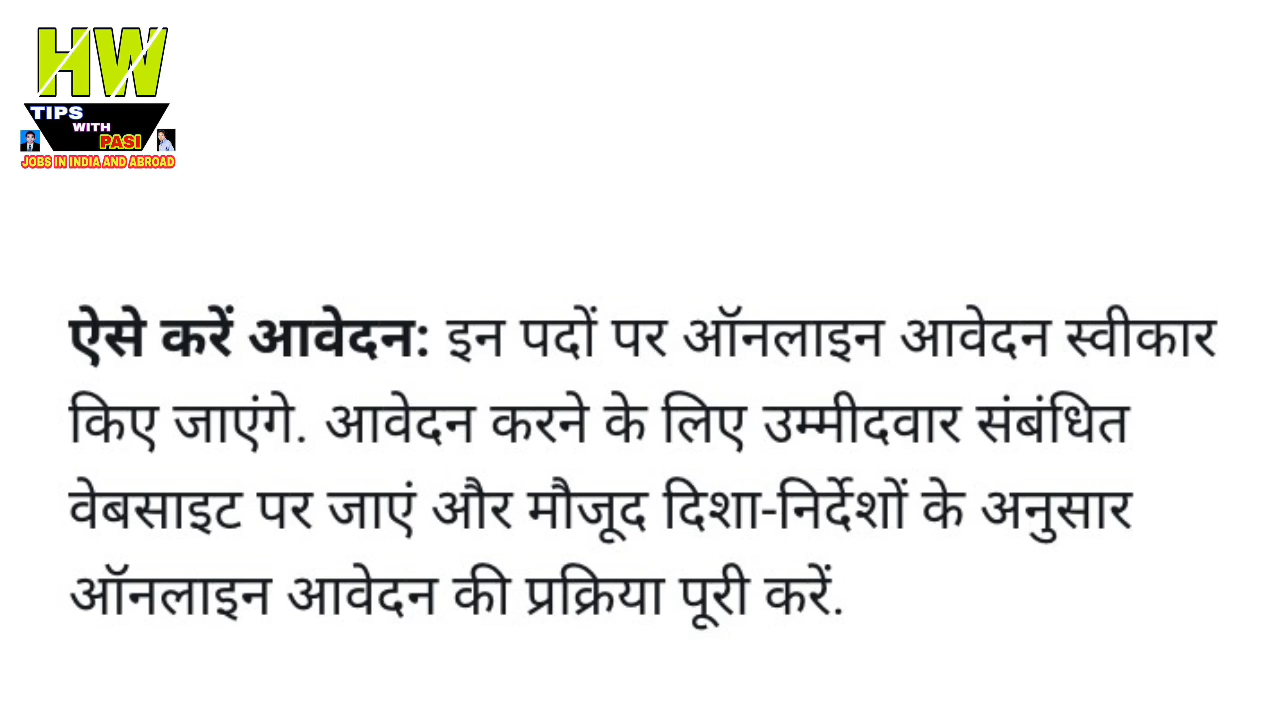 HW
TIPS
WITH
PASI
JOBS IN INDIA AND ABROAD
ऐसे करें आवेदन: इन पदों पर ऑनलाइन आवेदन स्वीकार
किए जाएंगे. आवेदन करने के लिए उम्मीदवार संबंधित
वेबसाइट पर जाएं और मौजूद दिशा-निर्देशों के अनुसार
ऑनलाइन आवेदन की प्रक्रिया पूरी करें.